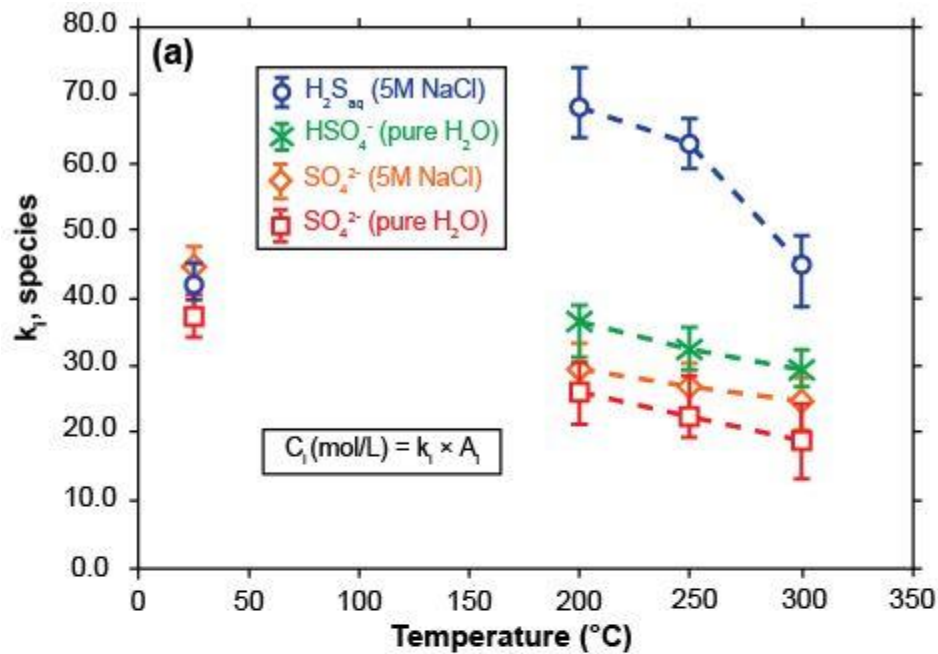 80.0
(a)
70.0
60.0
50.0
40.0
30.0
20.0
10.0
0.0
kᵢ, species
H₂Sₐq (5M NaCl)
HSO₄⁻ (pure H₂O)
SO₄²⁻ (5M NaCl)
SO₄²⁻ (pure H₂O)
Cᵢ (mol/L) = kᵢ × Aᵢ
0 50 100 150 200 250 300 350
Temperature (°C)